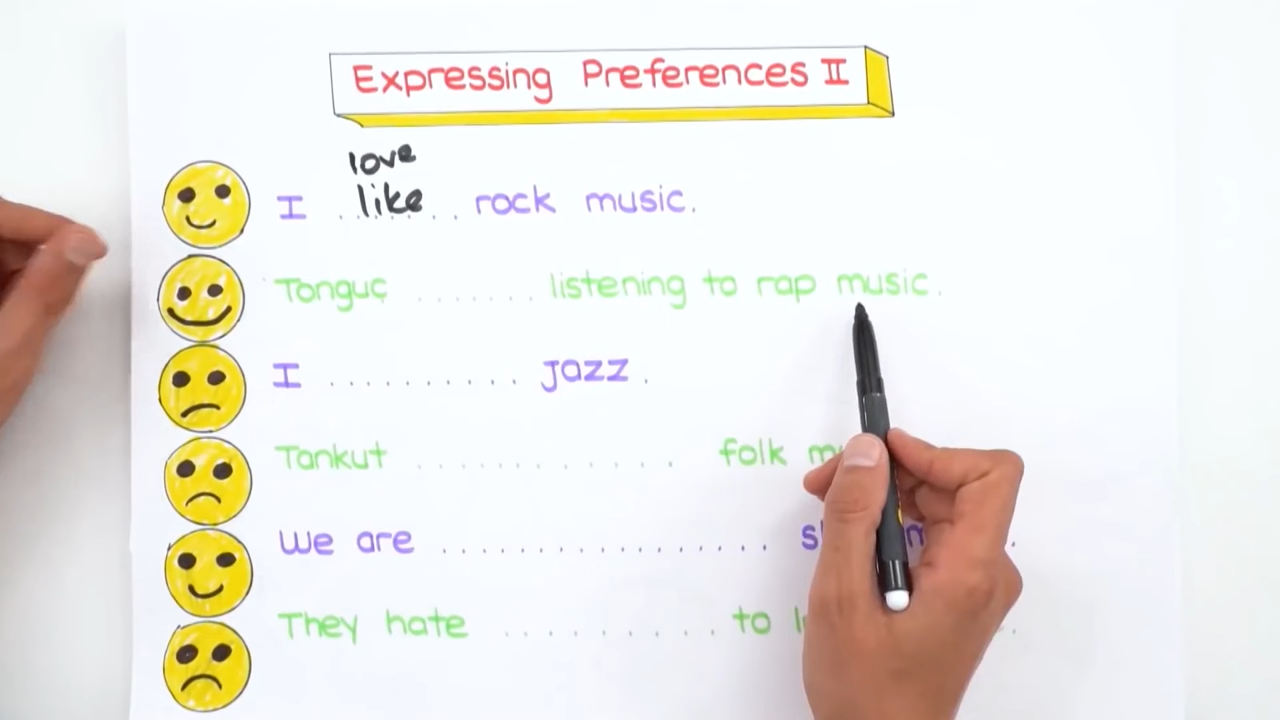 Expressing Preferences II
love
I ..like.. rock music.
Tonguç ....... listening to rap music.
I .......... jazz.
Tankut ............ folk
We are .................
They hate .......... to